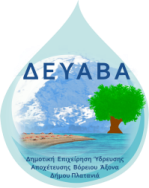 ΔΕΥΑΒΑ
Δημοτική Επιχείρηση Ύδρευσης
Αποχέτευσης Βόρειου Άξονα
Δήμου Πλατανιά